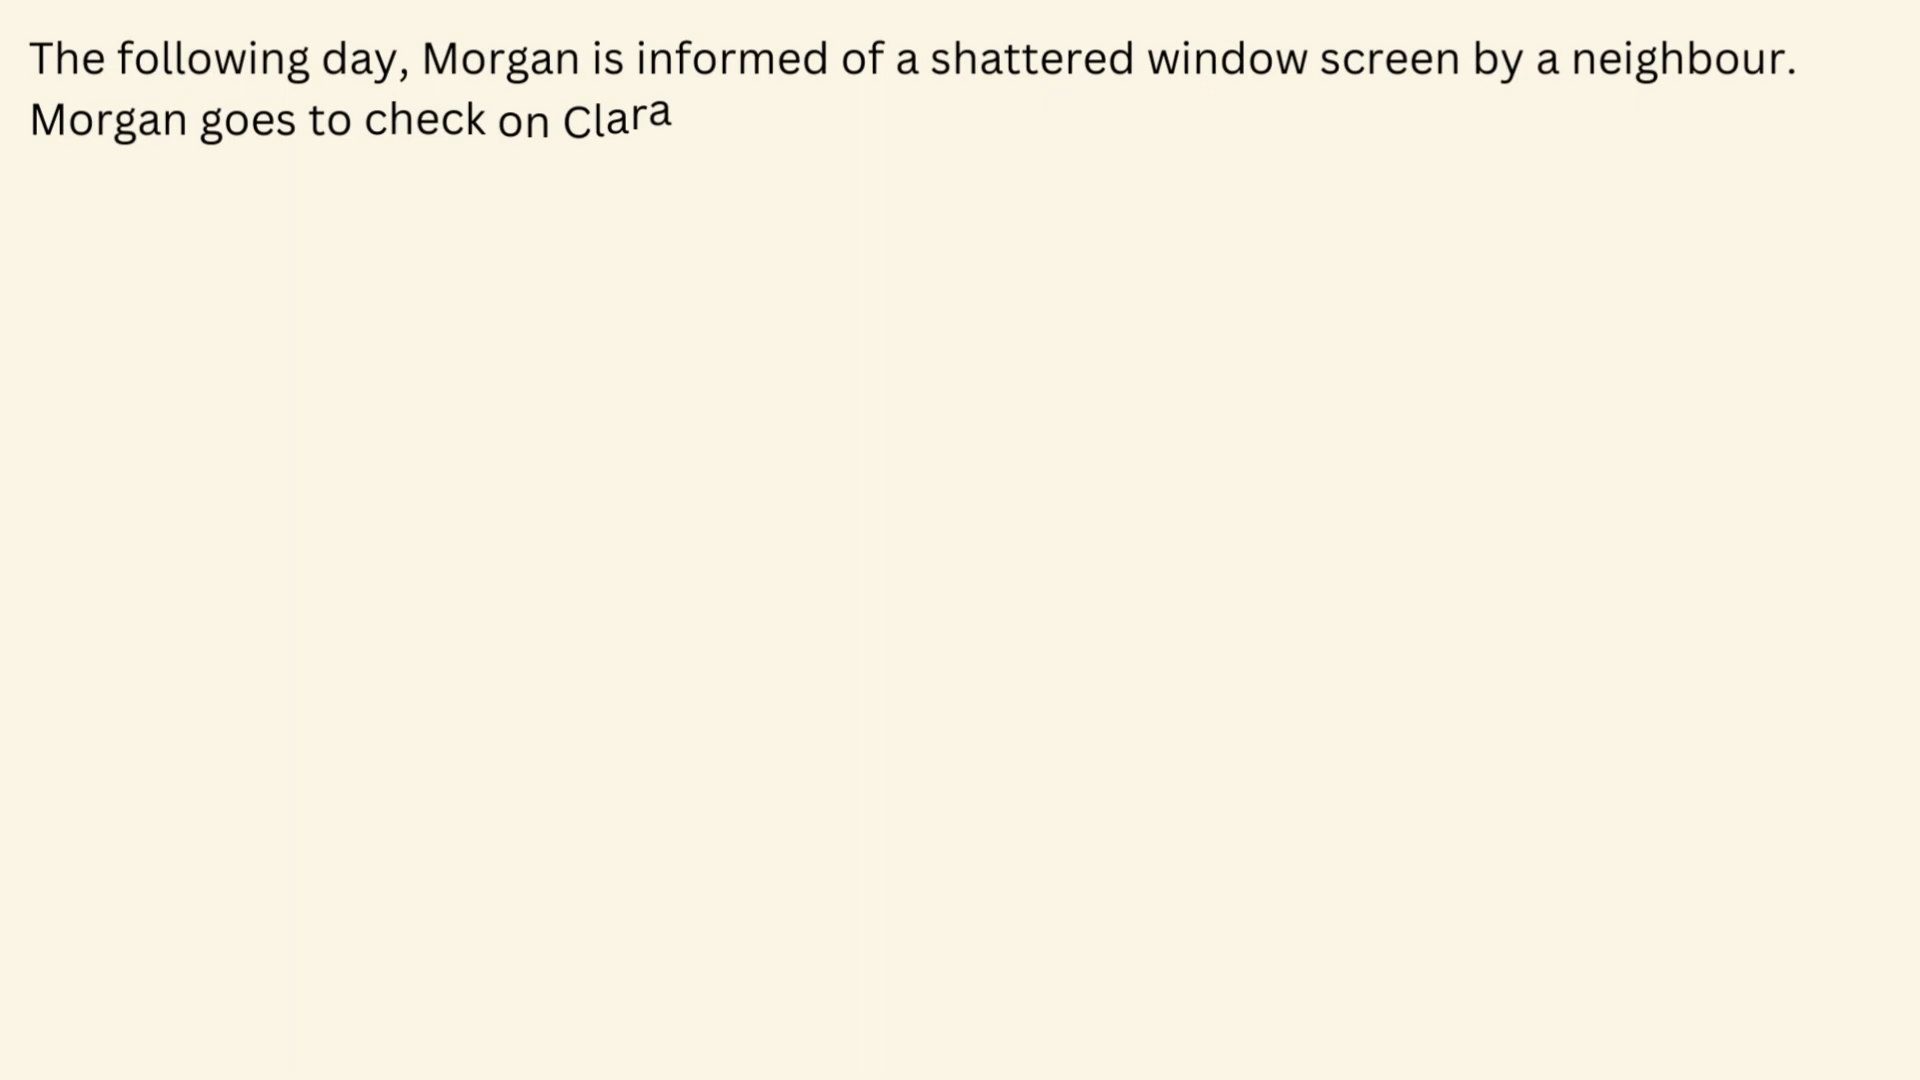 The following day, Morgan is informed of a shattered window screen by a neighbour.
Morgan goes to check on Clara